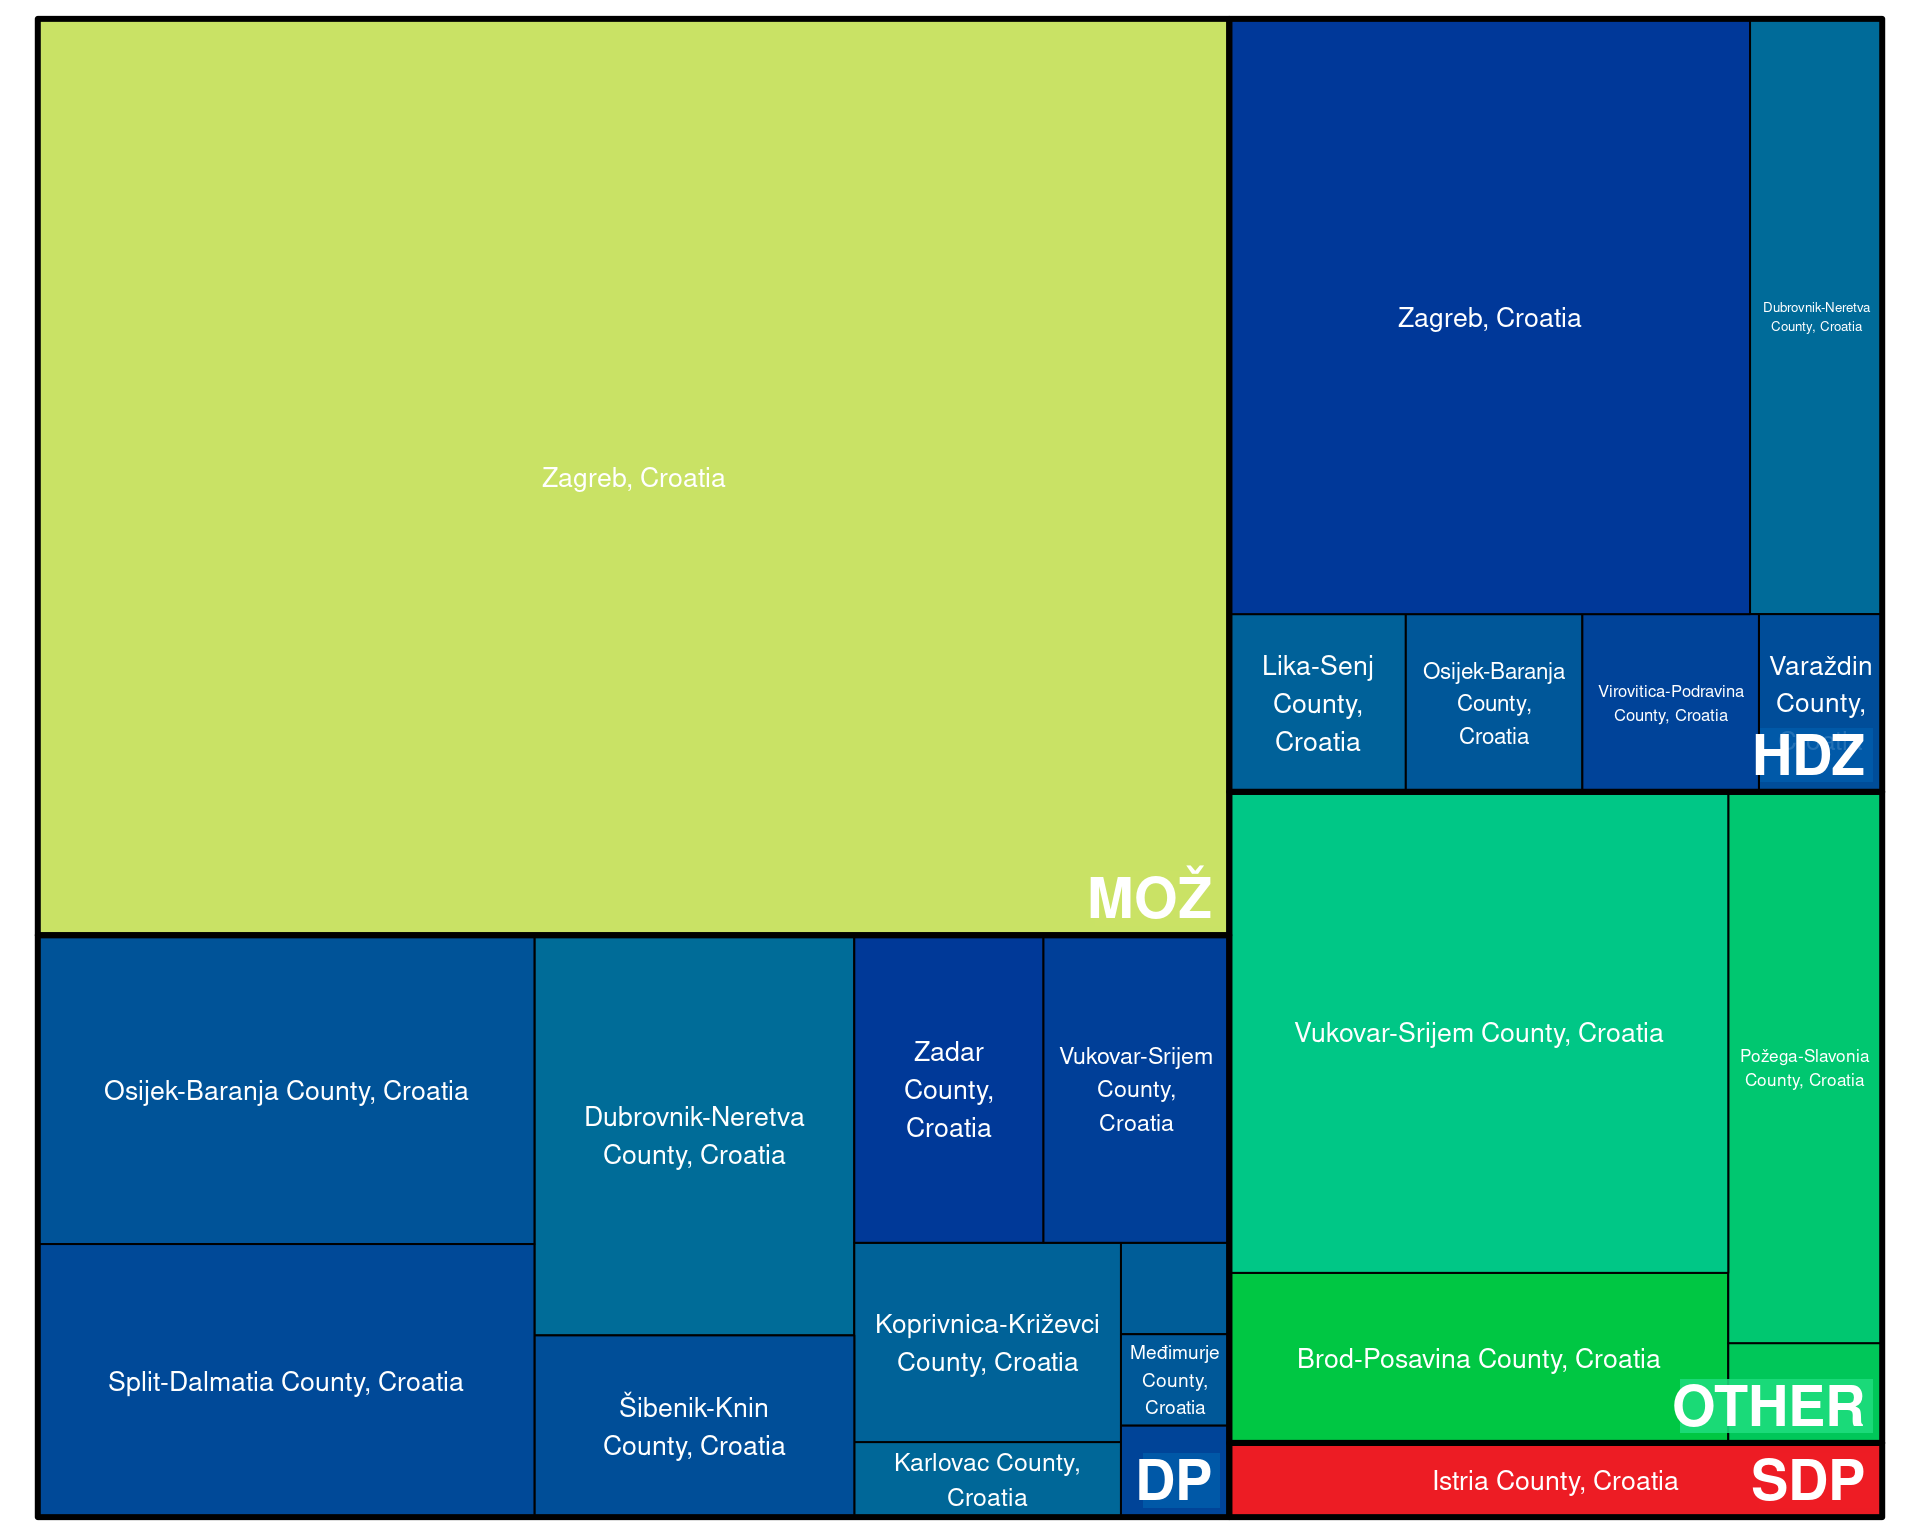 Zagreb, Croatia
MOŽ
Zagreb, Croatia
Dubrovnik-Neretva
County, Croatia
Lika-Senj
County,
Croatia
Osijek-Baranja
County,
Croatia
Virovitica-Podravina
County, Croatia
Varaždin
County,
HDZ
Osijek-Baranja County, Croatia
Split-Dalmatia County, Croatia
Dubrovnik-Neretva
County, Croatia
Šibenik-Knin
County, Croatia
Zadar
County,
Croatia
Vukovar-Srijem
County,
Croatia
Koprivnica-Križevci
County, Croatia
Karlovac County,
Croatia
Međimurje
County,
Croatia
DP
Vukovar-Srijem County, Croatia
Požega-Slavonia
County, Croatia
Brod-Posavina County, Croatia
OTHER
Istria County, Croatia
SDP